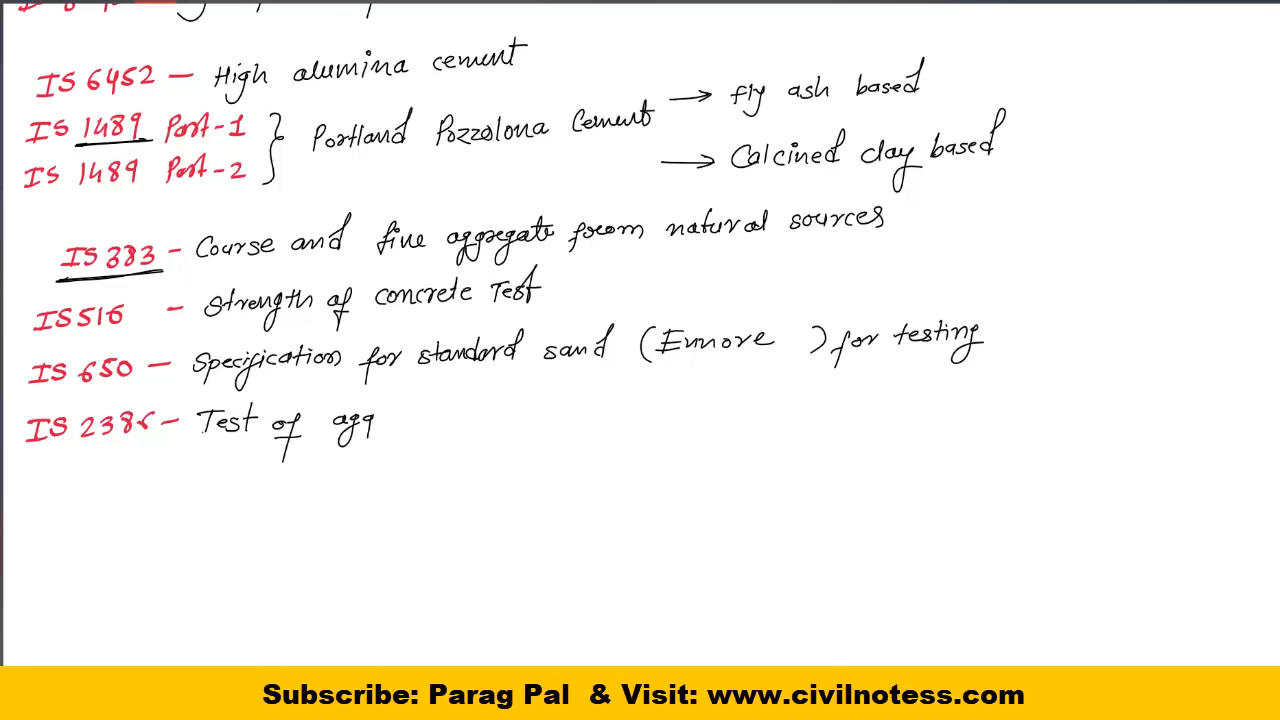 IS 6452 - High alumina cement
IS 1489 Part-1 } Portland Pozzolona Cement → fly ash based
IS 1489 Part-2 → Calcined clay based
IS 383 - Course and fine aggregate from natural sources
IS 516 - Strength of concrete Test
IS 650 - Specification for standard sand (Ennore ) for testing
IS 2386 - Test of agg
Subscribe: Parag Pal & Visit: www.civilnotess.com